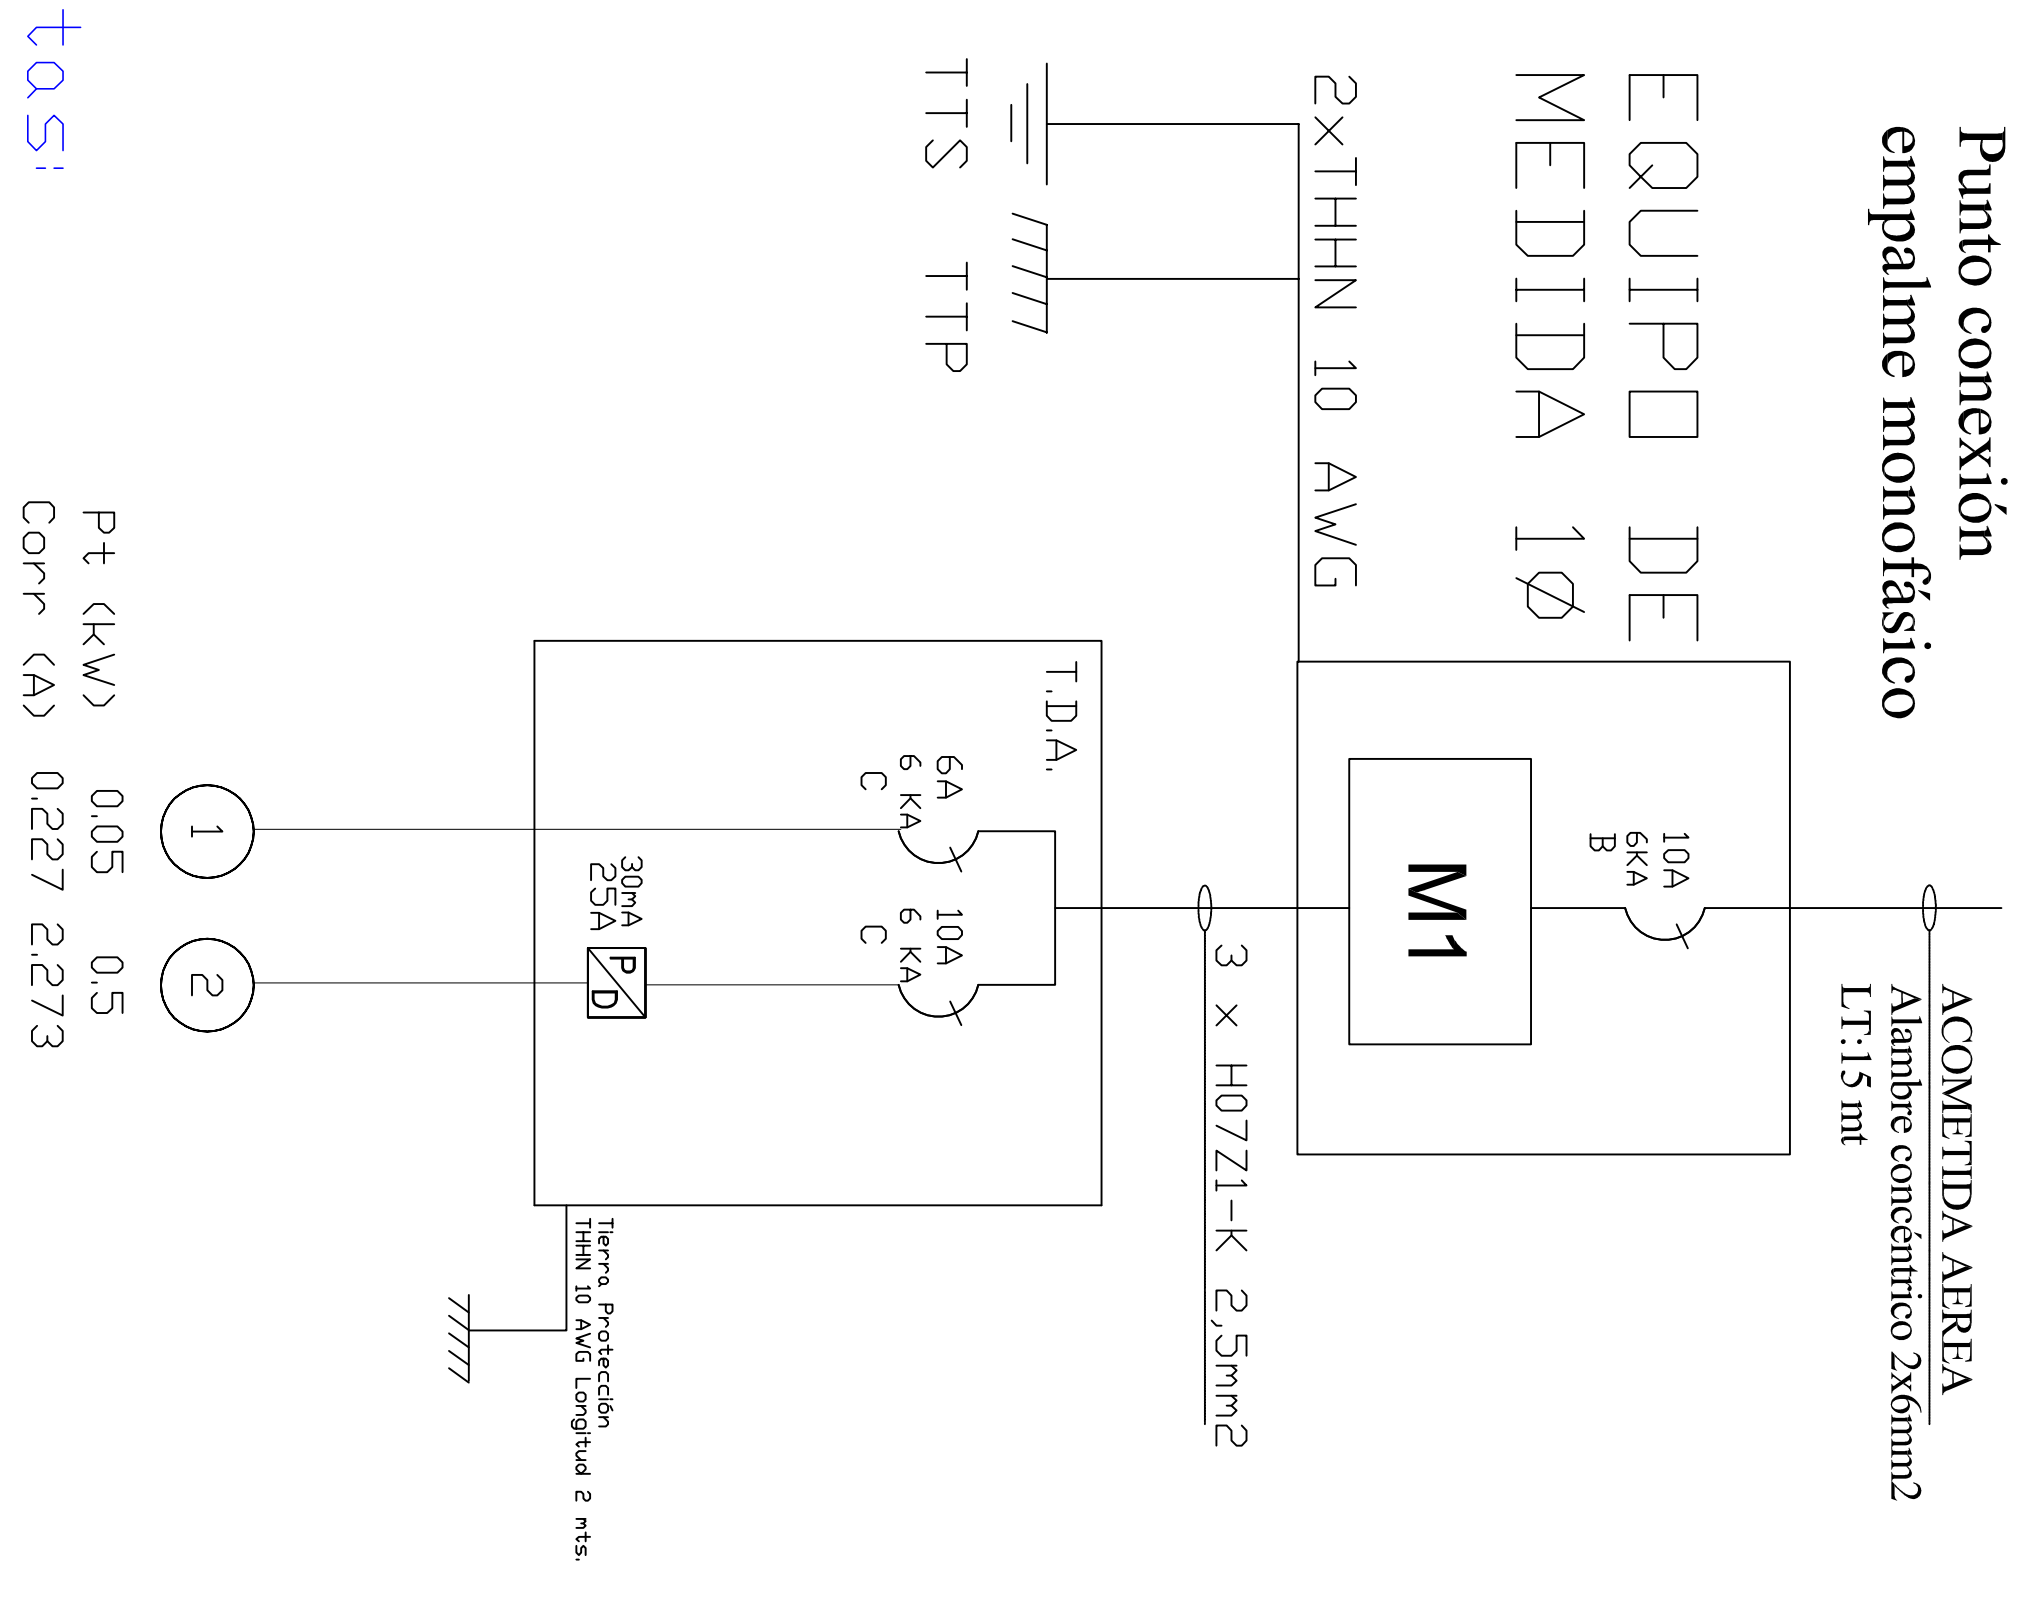 Punto conexión
empalme monofásico
ACOMETIDA AEREA
Alambre concéntrico 2x6mm2
LT:15 mt
EQUIPO DE
MEDIDA 1Ø
10A
6KA
B
M1
2xTHHN 10 AWG
TTS TTP
3 x H07Z1-K 2,5mm2
T.D.A.
6A
6 KA
C
10A
6 KA
C
30mA
25A
P/D
Tierra Protección
THHN 10 AWG Longitud 2 mts.
1 2
Pt (kW) 0.05 0.5
Corr (A) 0.227 2.273
tas: